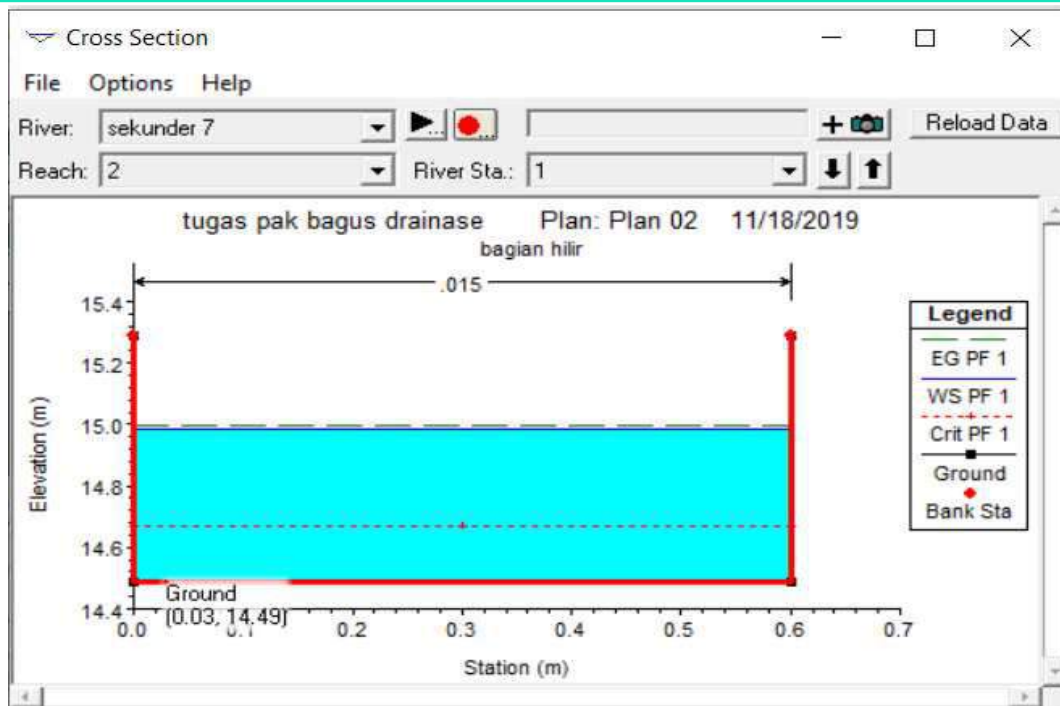 Cross Section
File Options Help
River: sekunder 7 Reload Data
Reach: 2 River Sta.: 1
tugas pak bagus drainase Plan: Plan 02 11/18/2019
bagian hilir
.015
15.4
15.2
15.0
14.8
14.6
14.4
Elevation (m)
Ground
(0.03, 14.49)
0.0 0.1 0.2 0.3 0.4 0.5 0.6 0.7
Station (m)
Legend
EG PF 1
WS PF 1
Crit PF 1
Ground
Bank Sta